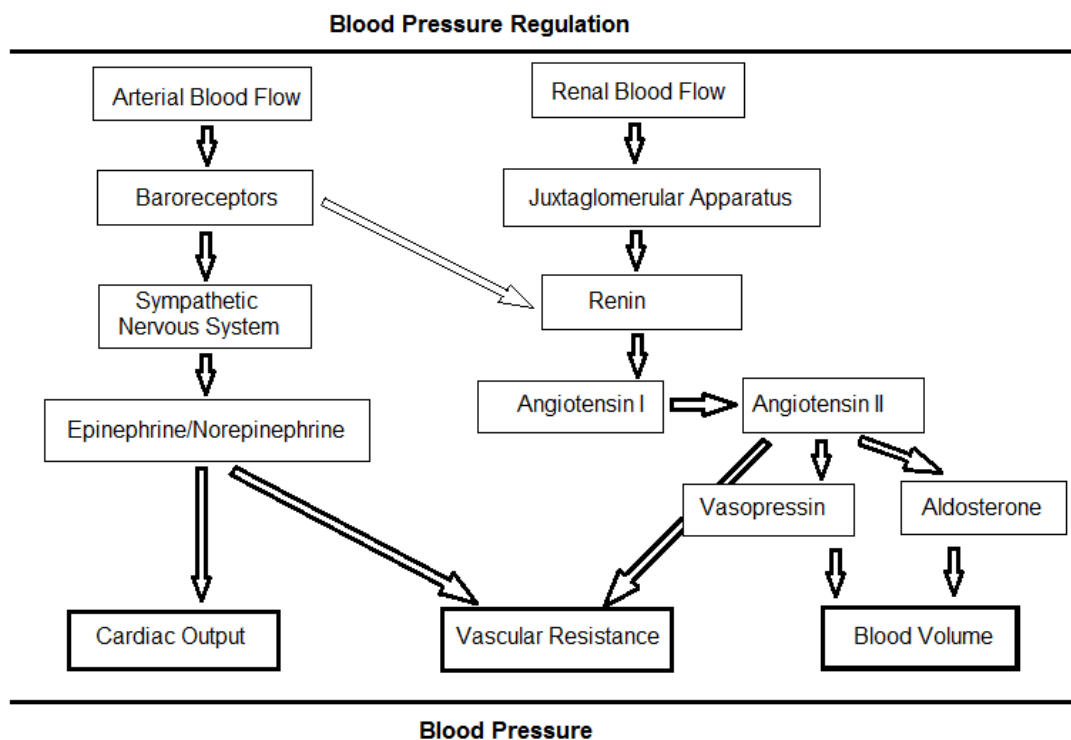 Blood Pressure Regulation
Arterial Blood Flow
Renal Blood Flow
Baroreceptors
Juxtaglomerular Apparatus
Sympathetic
Nervous System
Renin
Angiotensin I
Angiotensin II
Epinephrine/Norepinephrine
Vasopressin
Aldosterone
Cardiac Output
Vascular Resistance
Blood Volume
Blood Pressure